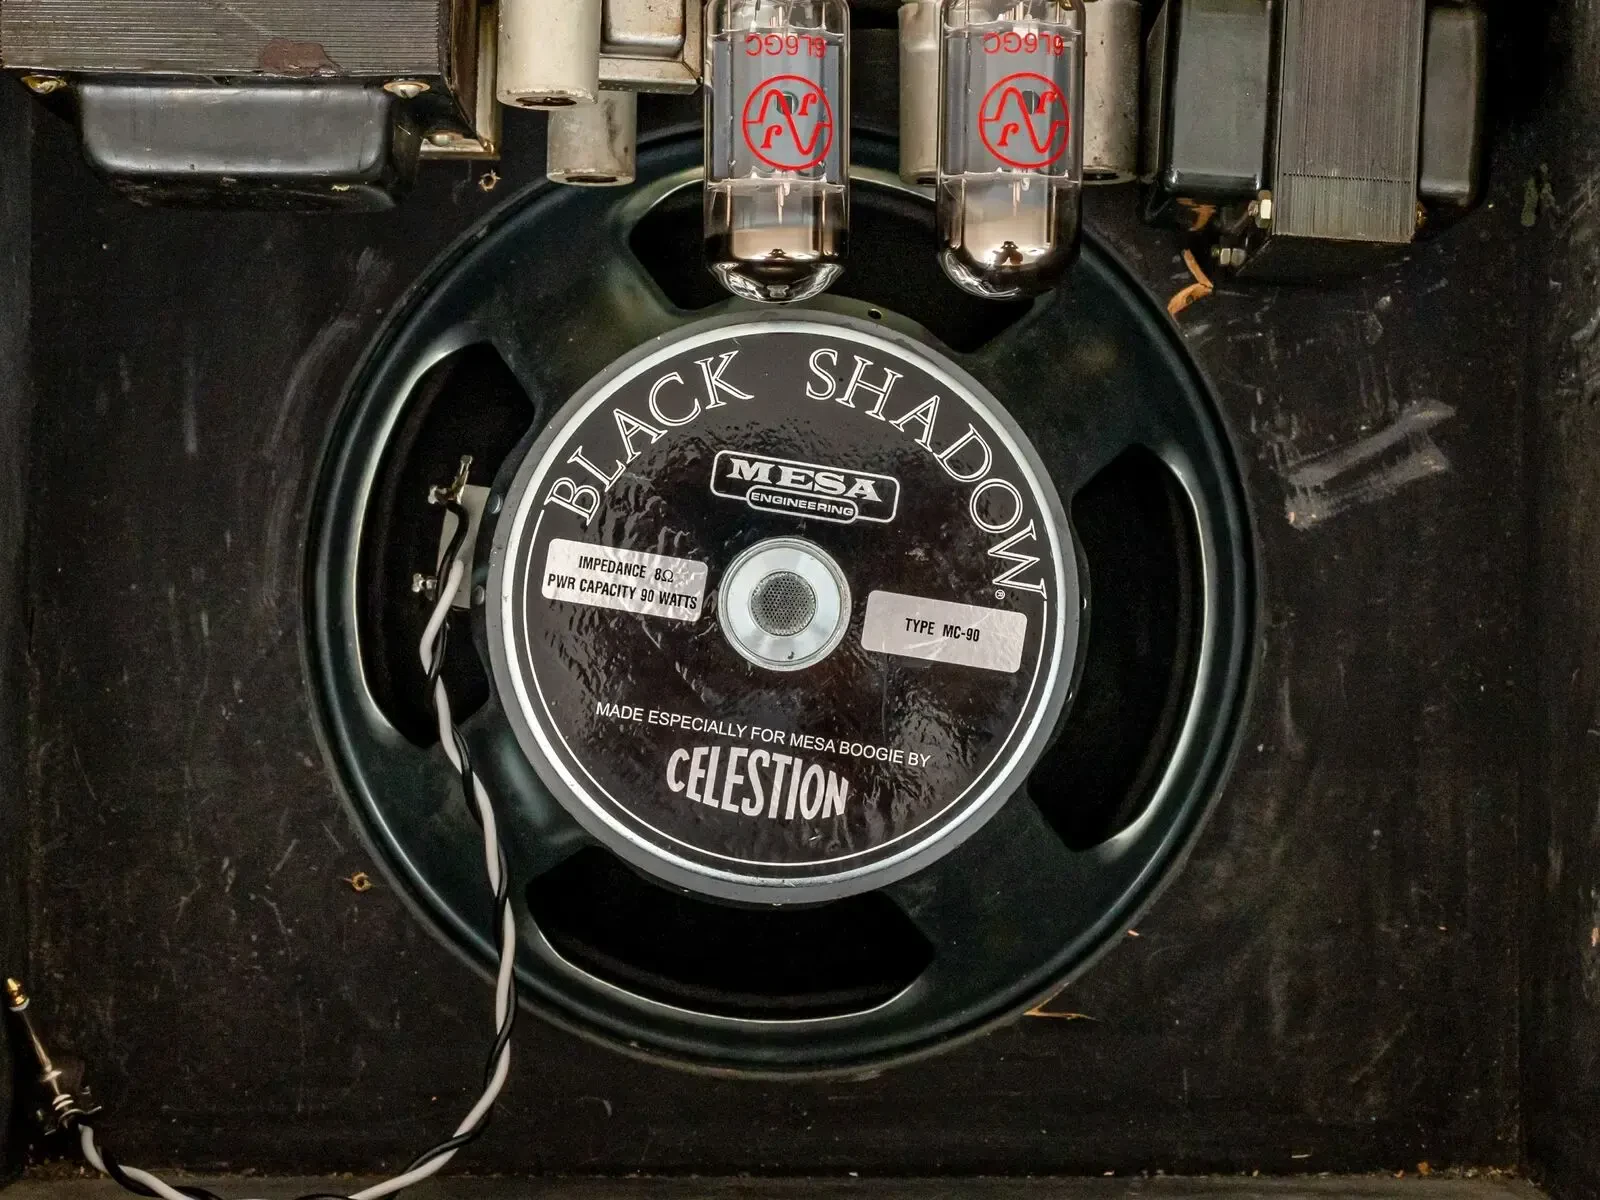 6L6GC
6L6GC
BLACK SHADOW®
MESA
ENGINEERING
IMPEDANCE 8Ω
PWR CAPACITY 90 WATTS
TYPE MC-90
MADE ESPECIALLY FOR MESA BOOGIE BY
CELESTION